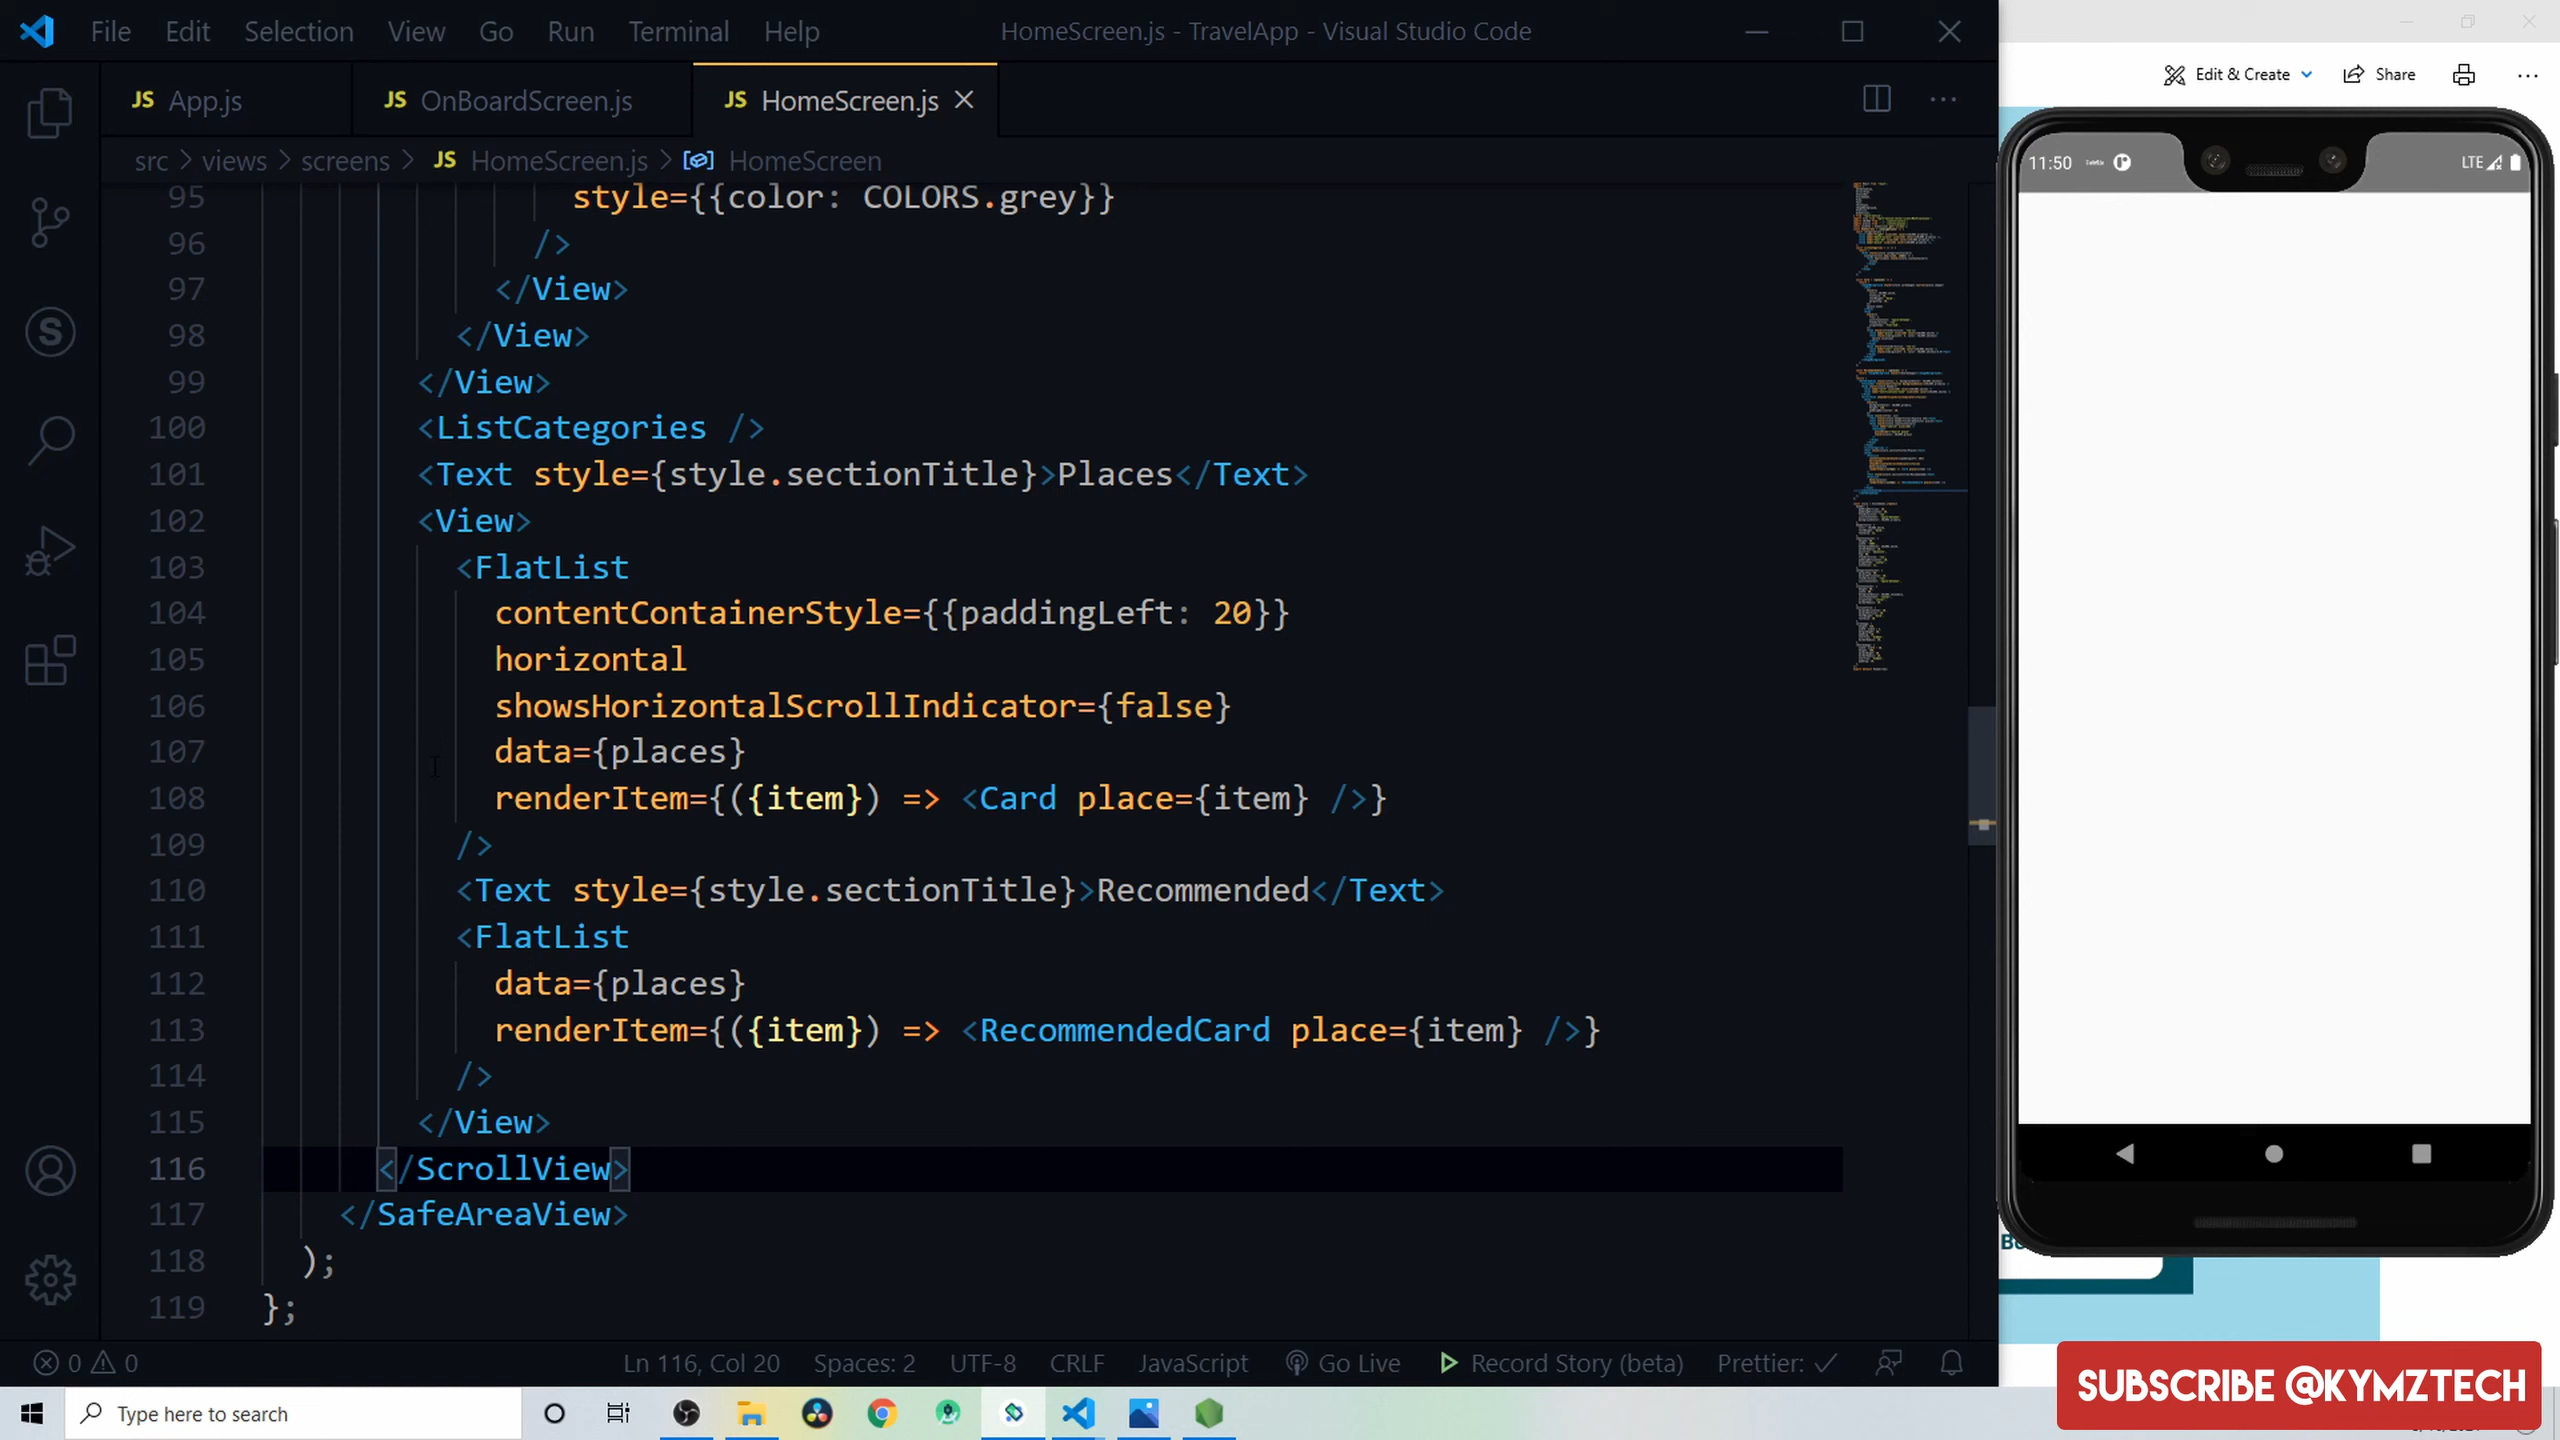 File Edit Selection View Go Run Terminal Help HomeScreen.js - TravelApp - Visual Studio Code
JS App.js JS OnBoardScreen.js JS HomeScreen.js
src > views > screens > JS HomeScreen.js > HomeScreen
95 style={{color: COLORS.grey}}
96 />
97 </View>
98 </View>
99 </View>
100 <ListCategories />
101 <Text style={style.sectionTitle}>Places</Text>
102 <View>
103 <FlatList
104 contentContainerStyle={{paddingLeft: 20}}
105 horizontal
106 showsHorizontalScrollIndicator={false}
107 data={places}
108 renderItem={({item}) => <Card place={item} />}
109 />
110 <Text style={style.sectionTitle}>Recommended</Text>
111 <FlatList
112 data={places}
113 renderItem={({item}) => <RecommendedCard place={item} />}
114 />
115 </View>
116 </ScrollView>
117 </SafeAreaView>
118 );
119 };
0 0 Ln 116, Col 20 Spaces: 2 UTF-8 CRLF JavaScript Go Live Record Story (beta) Prettier: ✓
Type here to search
Edit & Create Share
11:50 LTE
SUBSCRIBE @KYMZTECH